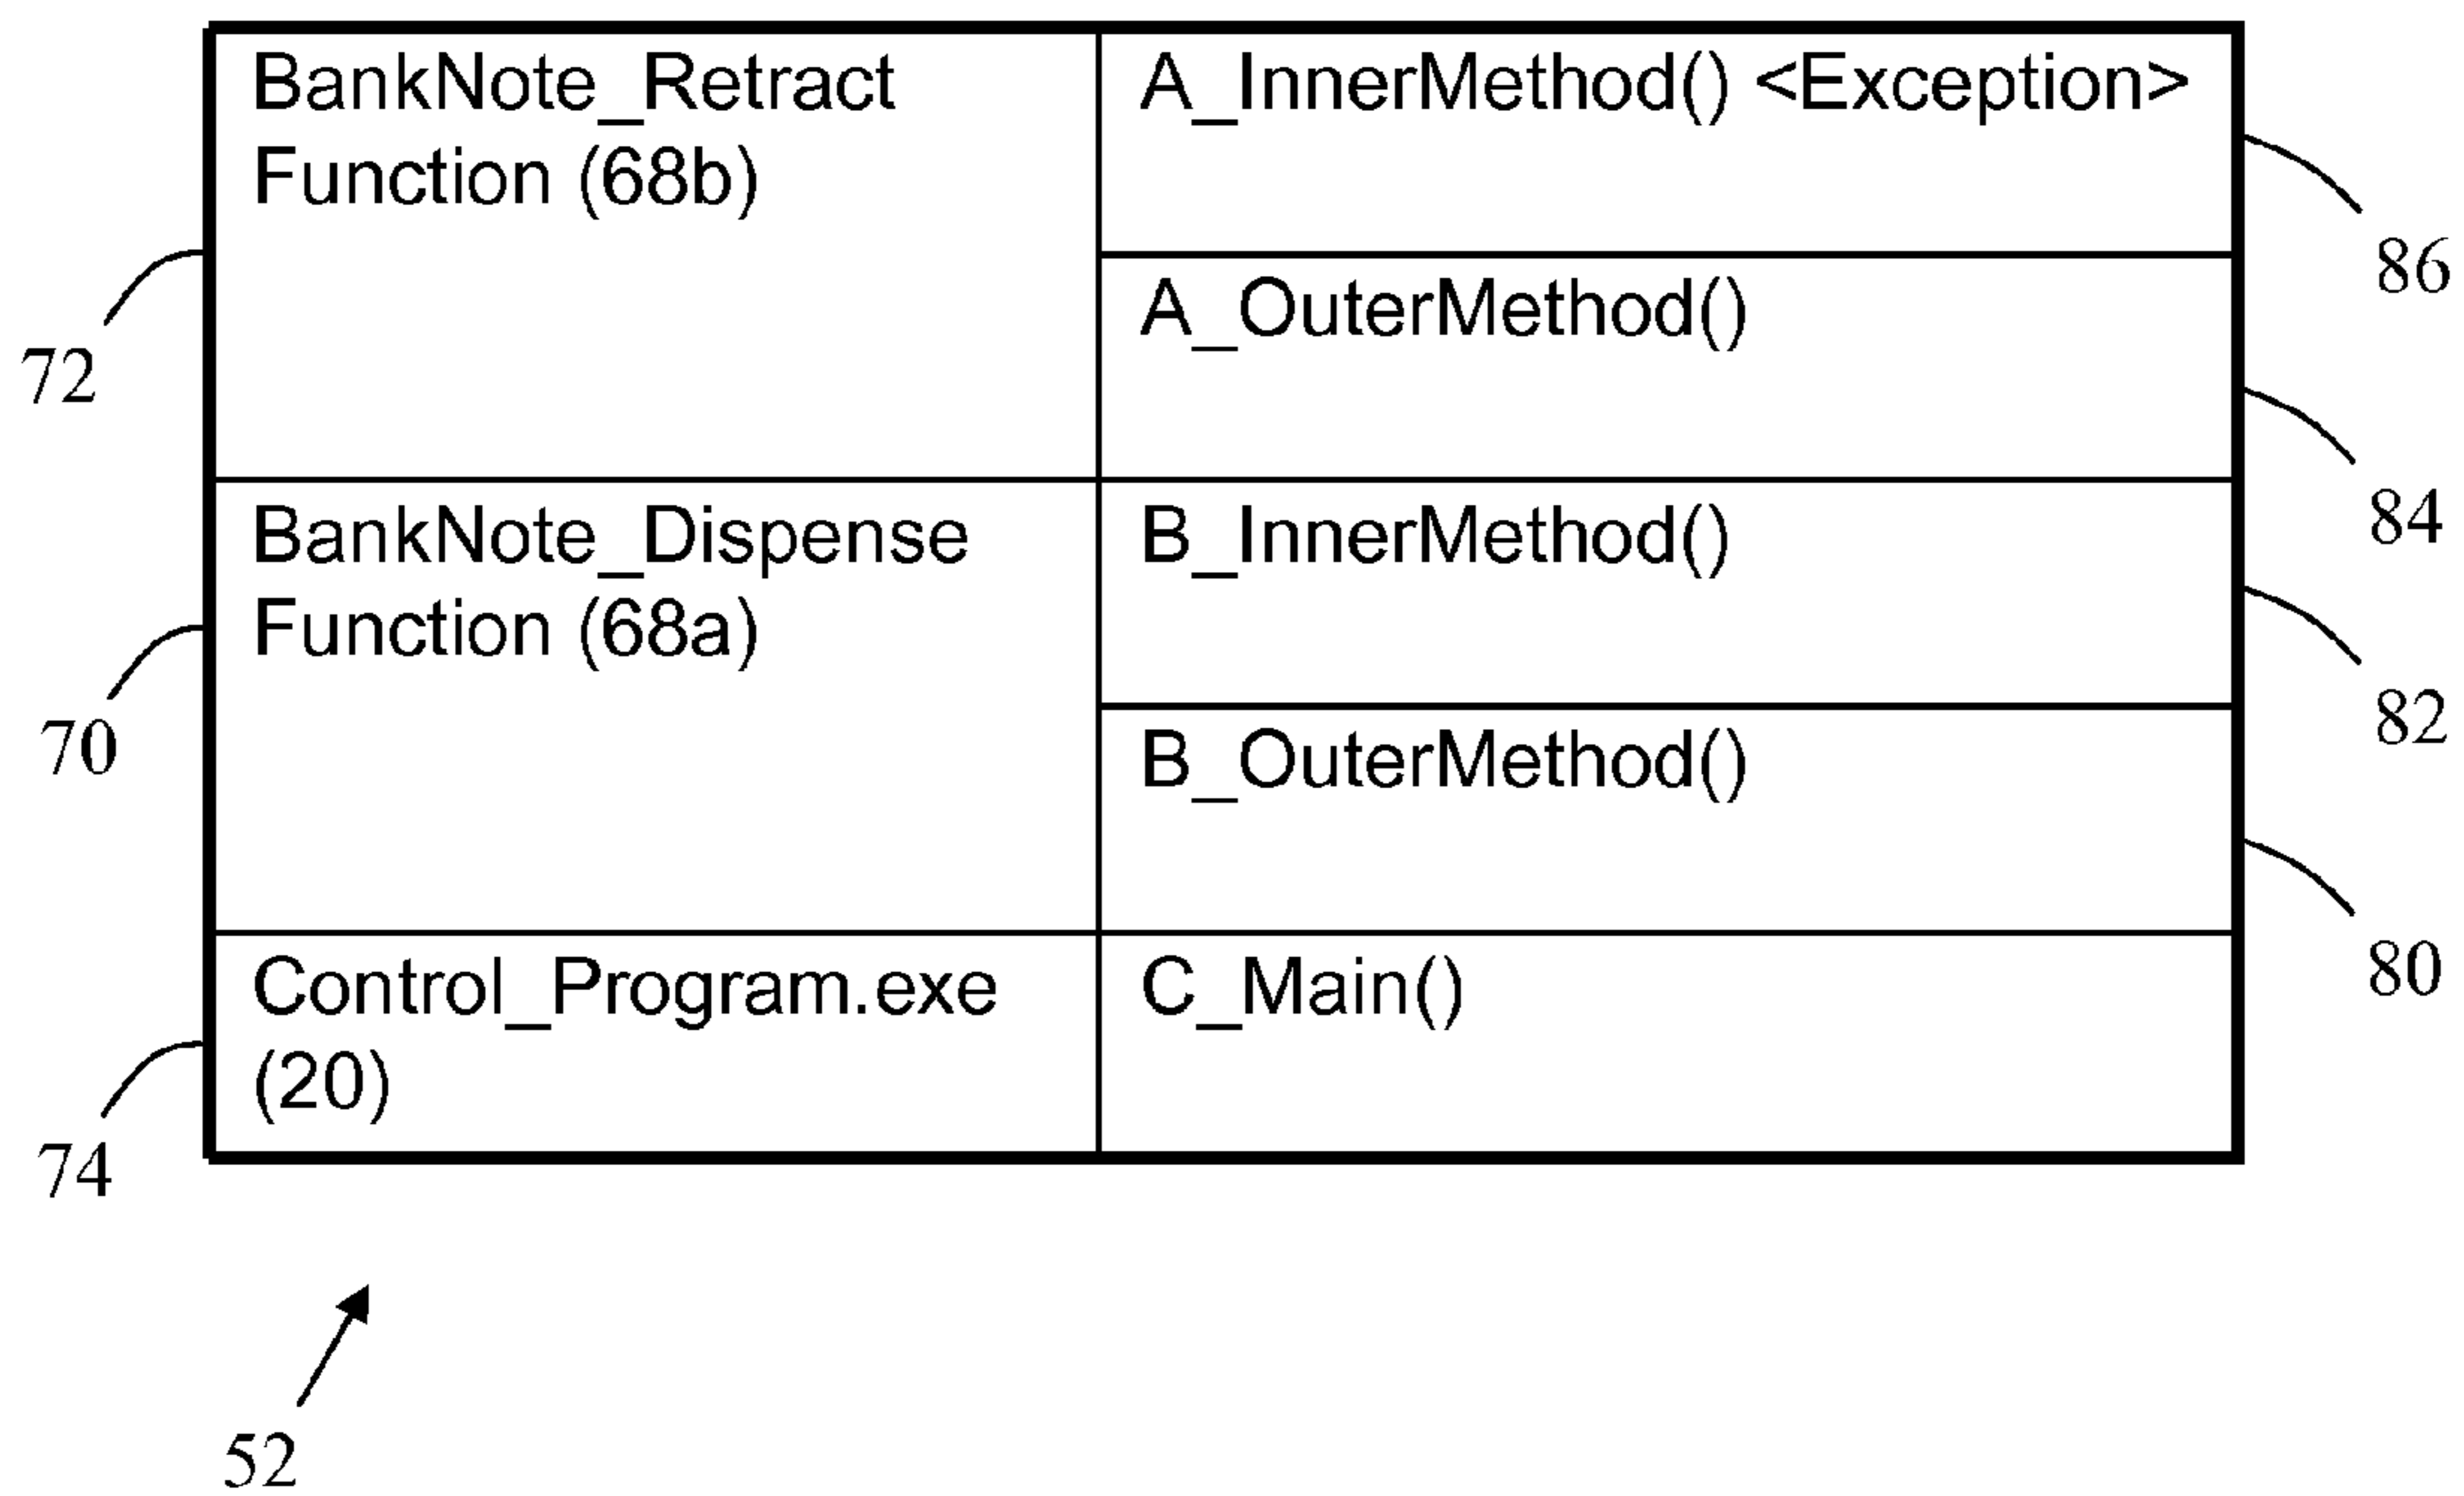 BankNote_Retract
Function (68b)
A_InnerMethod() <Exception>
86
A_OuterMethod()
72
84
BankNote_Dispense
Function (68a)
B_InnerMethod()
82
70
B_OuterMethod()
80
Control_Program.exe
(20)
C_Main()
74
52